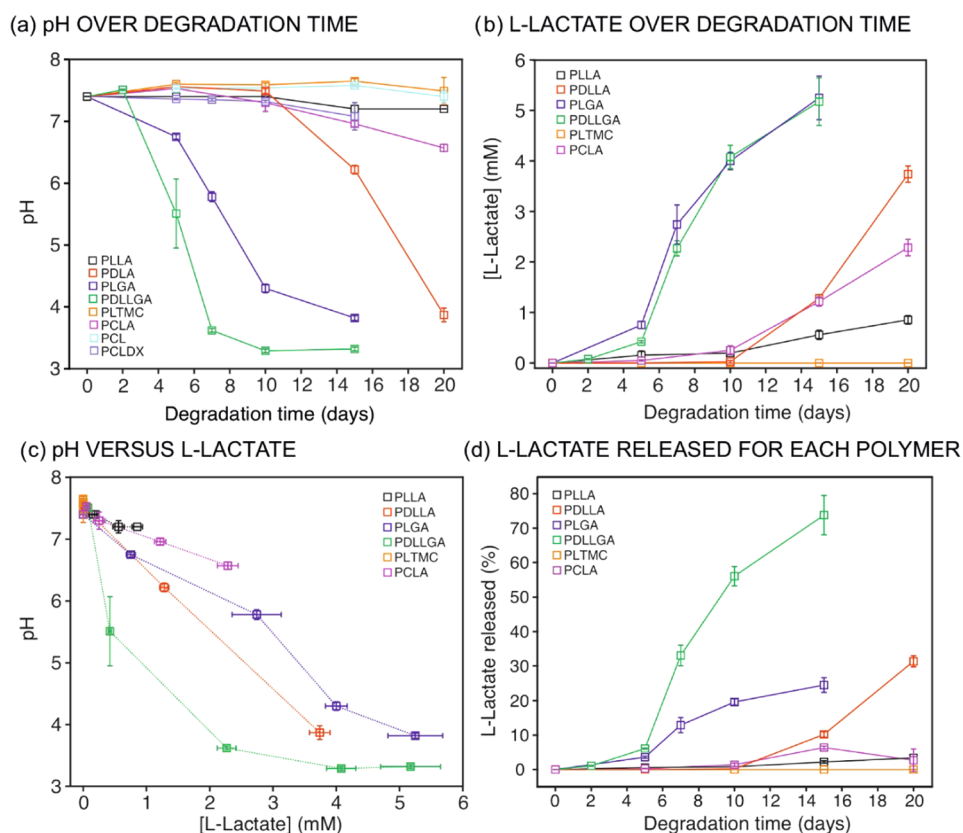 (a) pH OVER DEGRADATION TIME
8
7
6
5
4
3
pH
PLLA
PDLA
PLGA
PDLLGA
PLTMC
PCLA
PCL
PCLDX
0 2 4 6 8 10 12 14 16 18 20
Degradation time (days)
(b) L-LACTATE OVER DEGRADATION TIME
6
5
4
3
2
1
0
[L-Lactate] (mM)
PLLA
PDLLA
PLGA
PDLLGA
PLTMC
PCLA
0 2 4 6 8 10 12 14 16 18 20
Degradation time (days)
(c) pH VERSUS L-LACTATE
8
7
6
5
4
3
pH
PLLA
PDLLA
PLGA
PDLLGA
PLTMC
PCLA
0 1 2 3 4 5 6
[L-Lactate] (mM)
(d) L-LACTATE RELEASED FOR EACH POLYMER
80
70
60
50
40
30
20
10
0
L-Lactate released (%)
PLLA
PDLLA
PLGA
PDLLGA
PLTMC
PCLA
0 2 4 6 8 10 12 14 16 18 20
Degradation time (days)